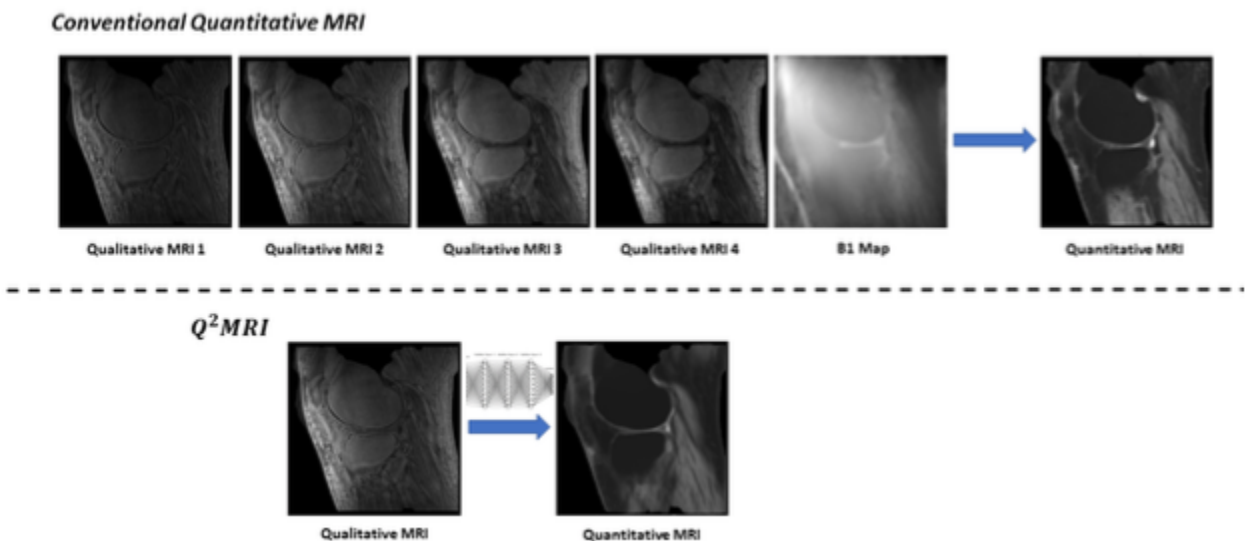 Conventional Quantitative MRI
Qualitative MRI 1 Qualitative MRI 2 Qualitative MRI 3 Qualitative MRI 4 B1 Map Quantitative MRI
Q²MRI
Qualitative MRI Quantitative MRI